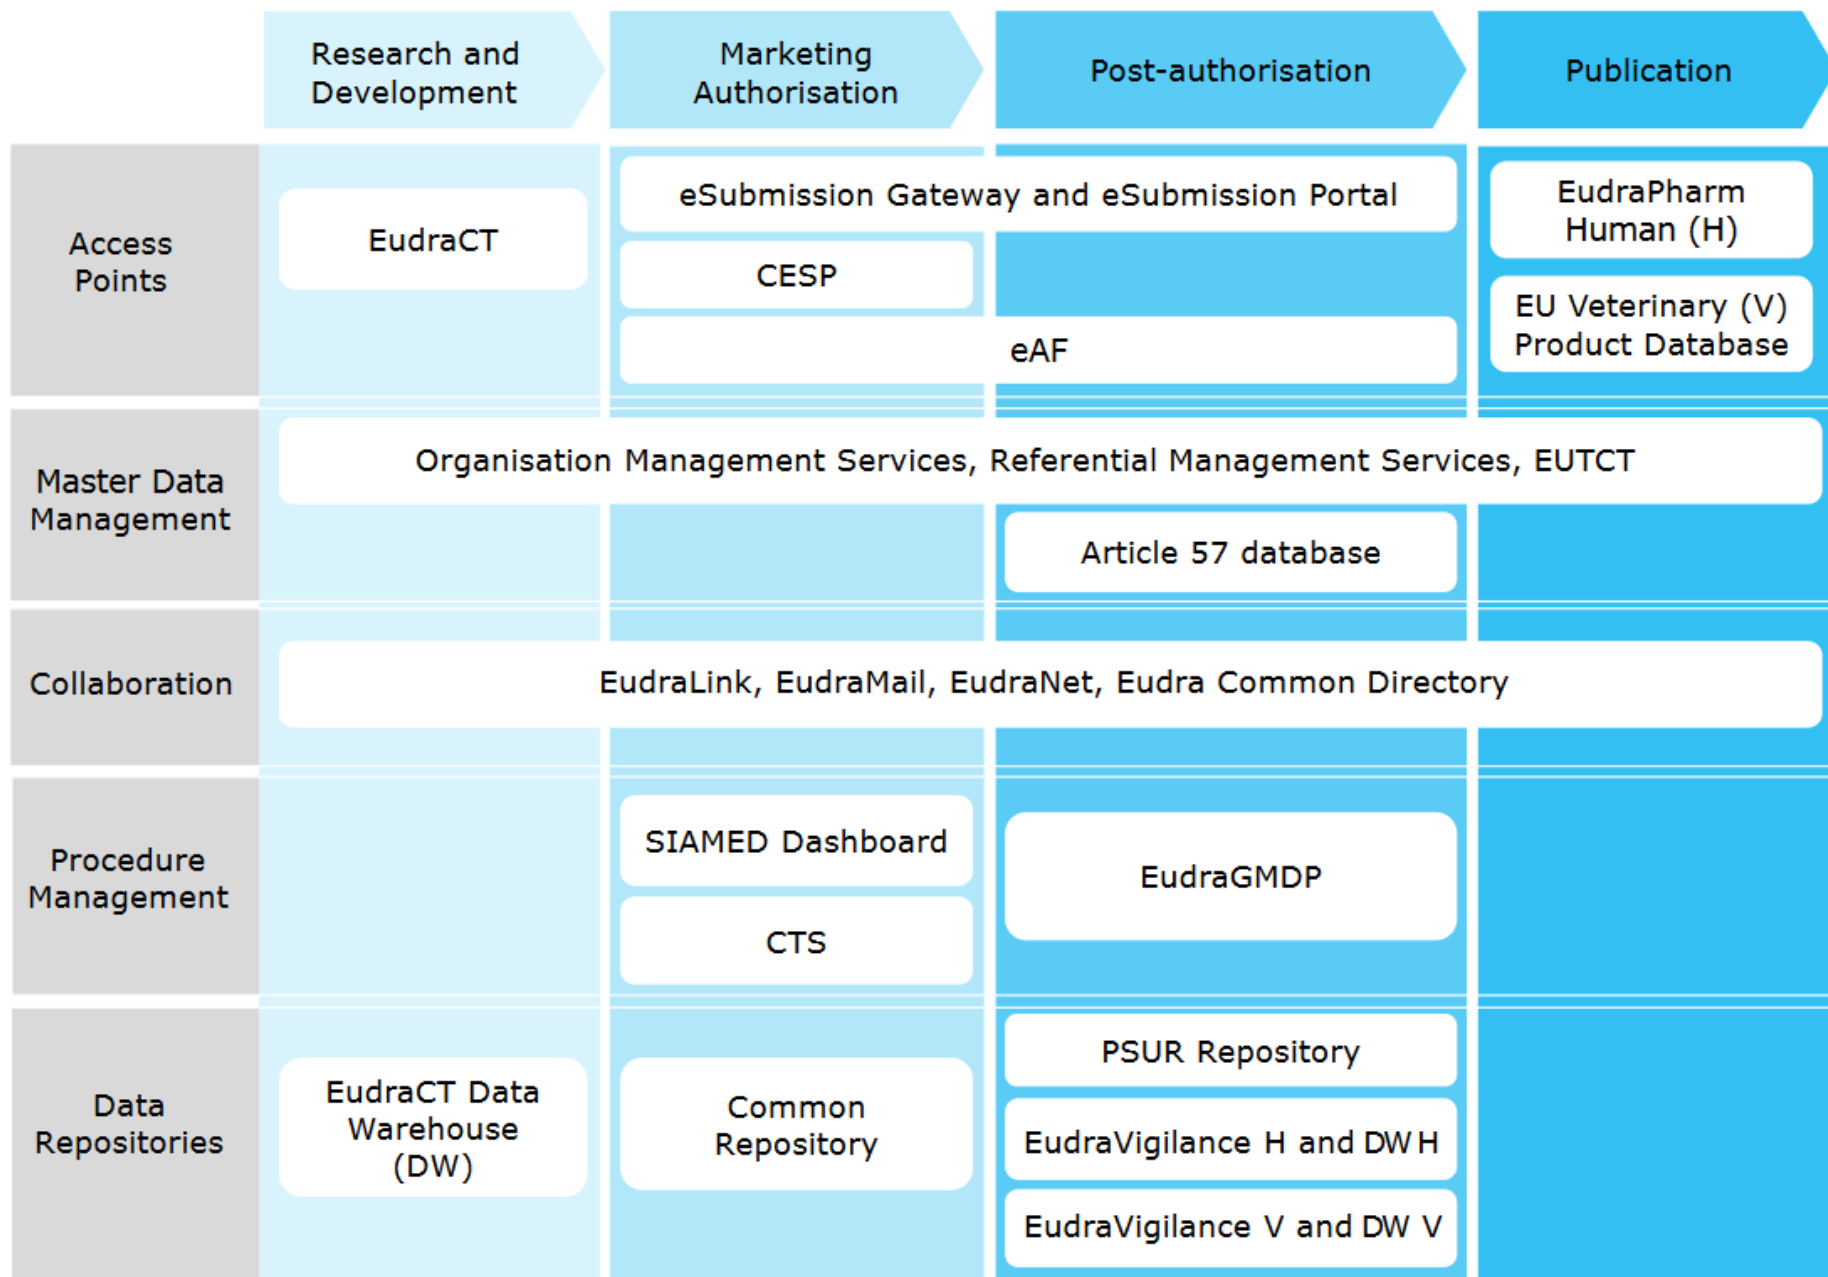 Research and
Development
Marketing
Authorisation
Post-authorisation
Publication
Access
Points
EudraCT
eSubmission Gateway and eSubmission Portal
CESP
eAF
EudraPharm
Human (H)
EU Veterinary (V)
Product Database
Master Data
Management
Organisation Management Services, Referential Management Services, EUTCT
Article 57 database
Collaboration
EudraLink, EudraMail, EudraNet, Eudra Common Directory
Procedure
Management
SIAMED Dashboard
CTS
EudraGMDP
Data
Repositories
EudraCT Data
Warehouse
(DW)
Common
Repository
PSUR Repository
EudraVigilance H and DWH
EudraVigilance V and DW V